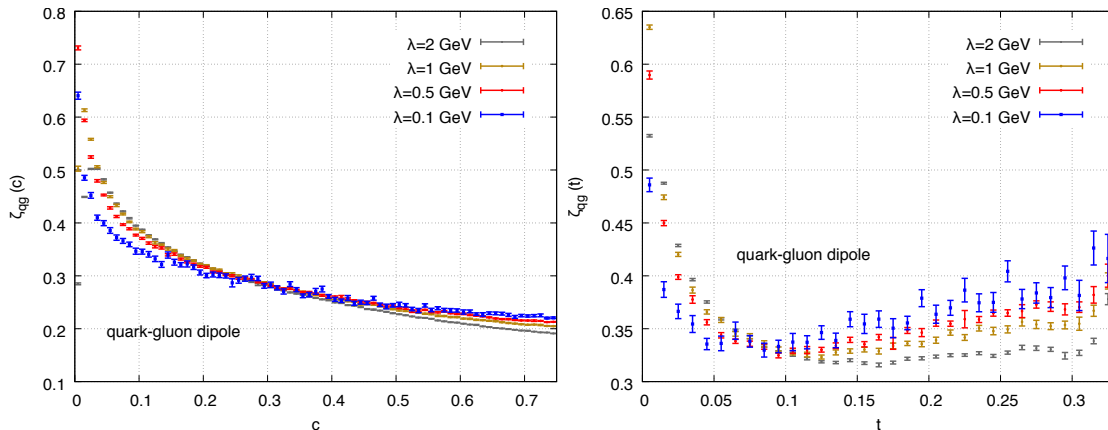 0.8
0.7
0.6
0.5
0.4
0.3
0.2
0.1
ζqg (c)
0
0.1
0.2
0.3
0.4
0.5
0.6
0.7
c
λ=2 GeV
λ=1 GeV
λ=0.5 GeV
λ=0.1 GeV
quark-gluon dipole
0.65
0.6
0.55
0.5
0.45
0.4
0.35
0.3
ζqg (t)
0
0.05
0.1
0.15
0.2
0.25
0.3
t
λ=2 GeV
λ=1 GeV
λ=0.5 GeV
λ=0.1 GeV
quark-gluon dipole